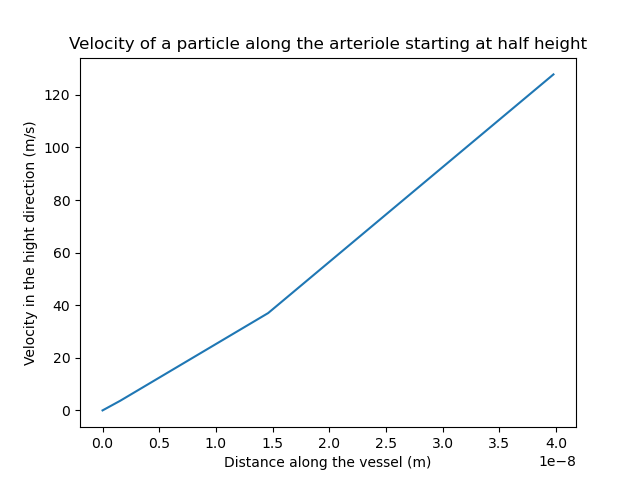 Velocity of a particle along the arteriole starting at half height
Velocity in the hight direction (m/s)
120
100
80
60
40
20
0
0.0 0.5 1.0 1.5 2.0 2.5 3.0 3.5 4.0
1e−8
Distance along the vessel (m)